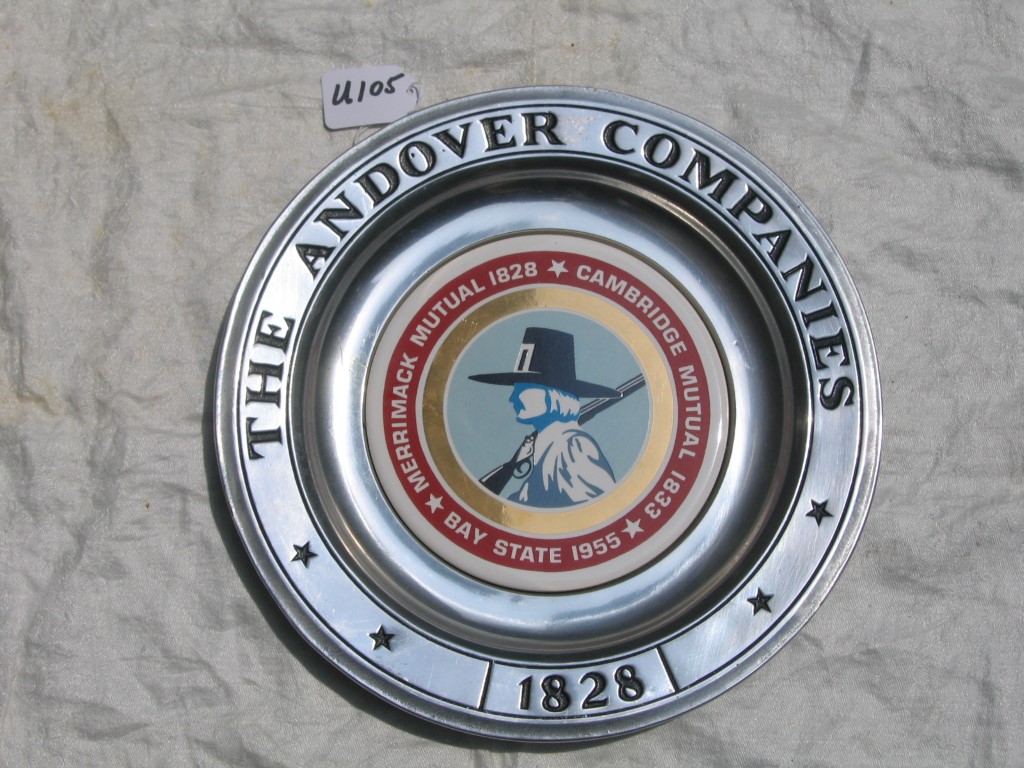 U105
THE ANDOVER COMPANIES
MERRIMACK MUTUAL 1828 ★ CAMBRIDGE MUTUAL 1833 ★
BAY STATE 1955 ★
1828